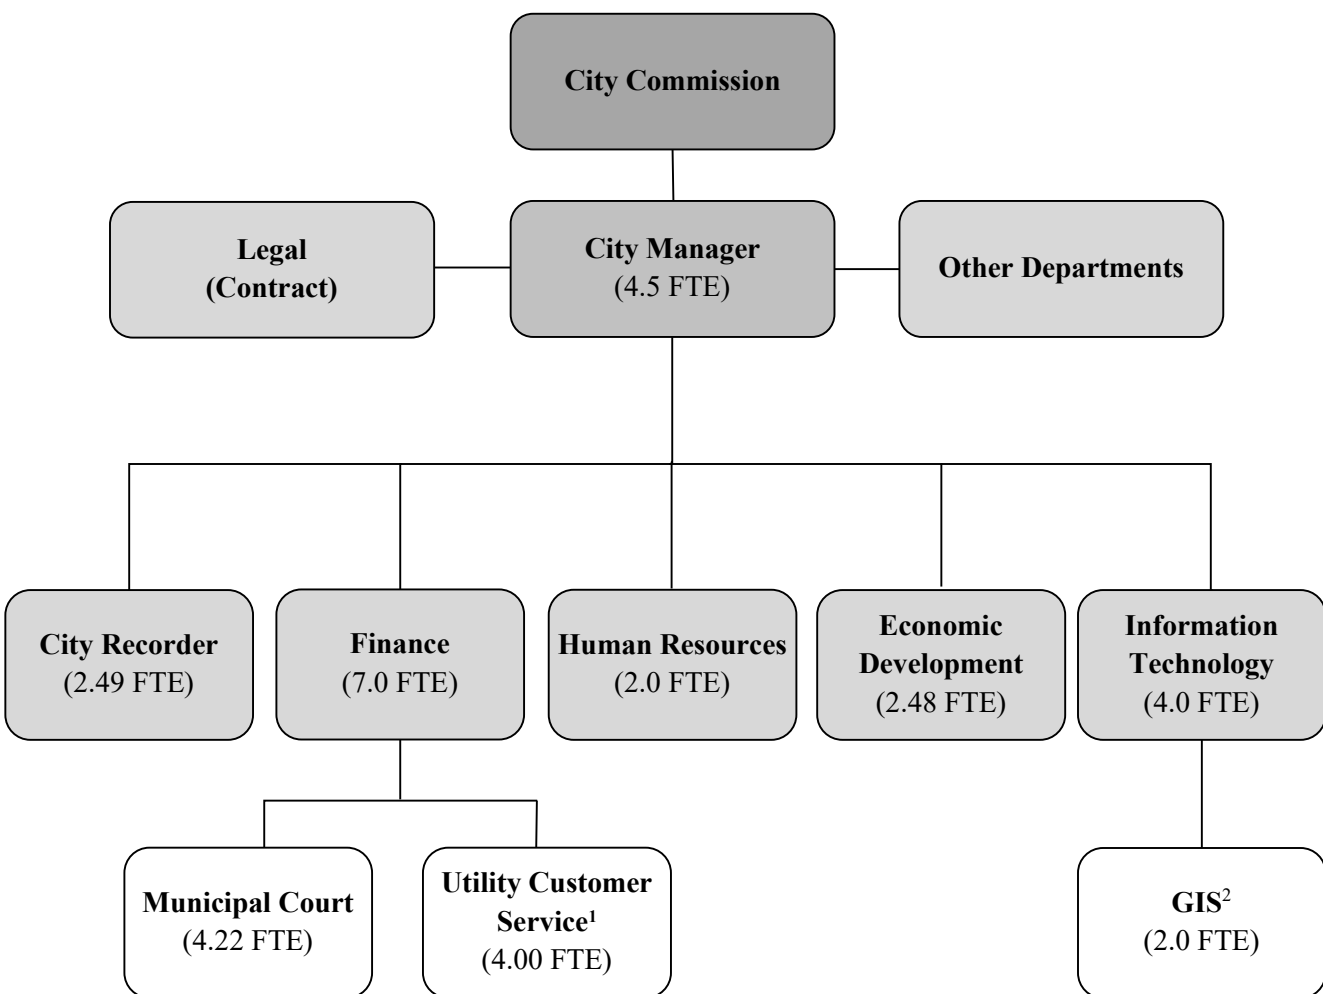 City Commission
Legal
(Contract)
City Manager
(4.5 FTE)
Other Departments
City Recorder
(2.49 FTE)
Finance
(7.0 FTE)
Human Resources
(2.0 FTE)
Economic
Development
(2.48 FTE)
Information
Technology
(4.0 FTE)
Municipal Court
(4.22 FTE)
Utility Customer
Service¹
(4.00 FTE)
GIS²
(2.0 FTE)